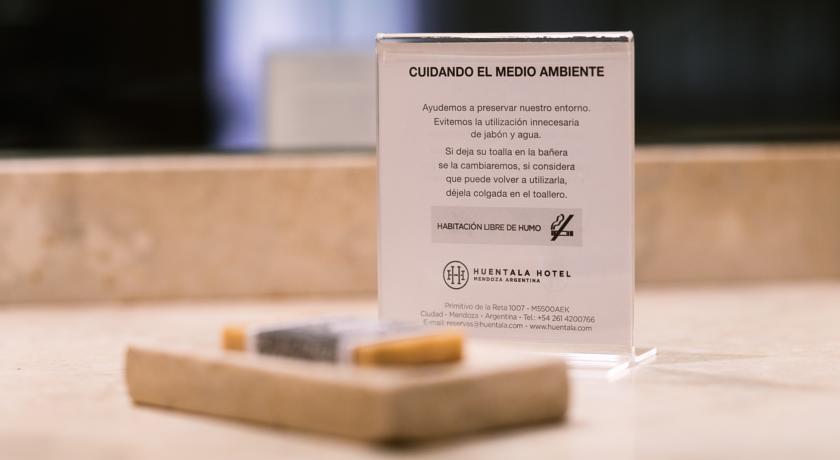 CUIDANDO EL MEDIO AMBIENTE
Ayudemos a preservar nuestro entorno.
Evitemos la utilización innecesaria
de jabón y agua.
Si deja su toalla en la bañera
se la cambiaremos, si considera
que puede volver a utilizarla,
déjela colgada en el toallero.
HABITACIÓN LIBRE DE HUMO
HH
HUENTALA HOTEL
MENDOZA ARGENTINA
Primitivo de la Reta 1007 - M5500AEK
Ciudad - Mendoza - Argentina - Tel.: +54 261 4200766
E-mail: reservas@huentala.com - www.huentala.com